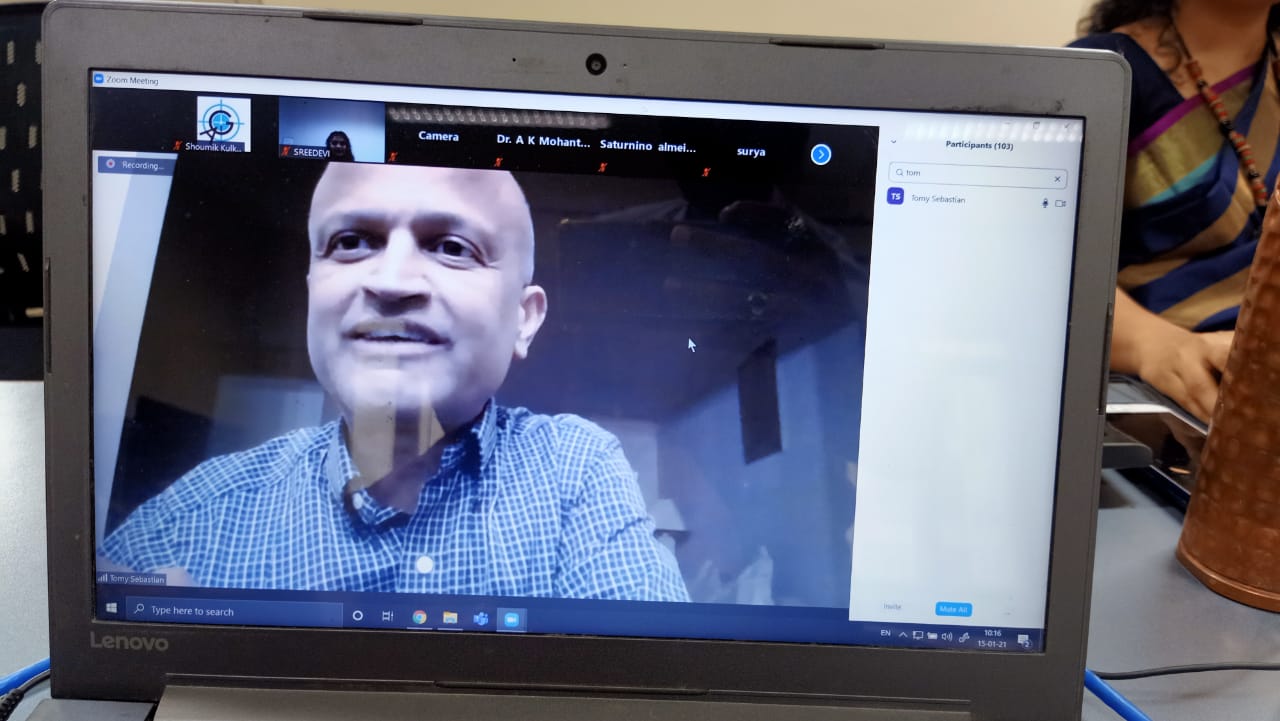 Zoom Meeting
Shoumik Kulk...
SREEDEVI
Camera
Dr. A K Mohant...
Saturnino almei...
surya
Recording...
Participants (103)
tom
TS
Tomy Sebastian
Tomy Sebastian
Invite
Mute All
Type here to search
EN
10:16
15-01-21
2
Lenovo